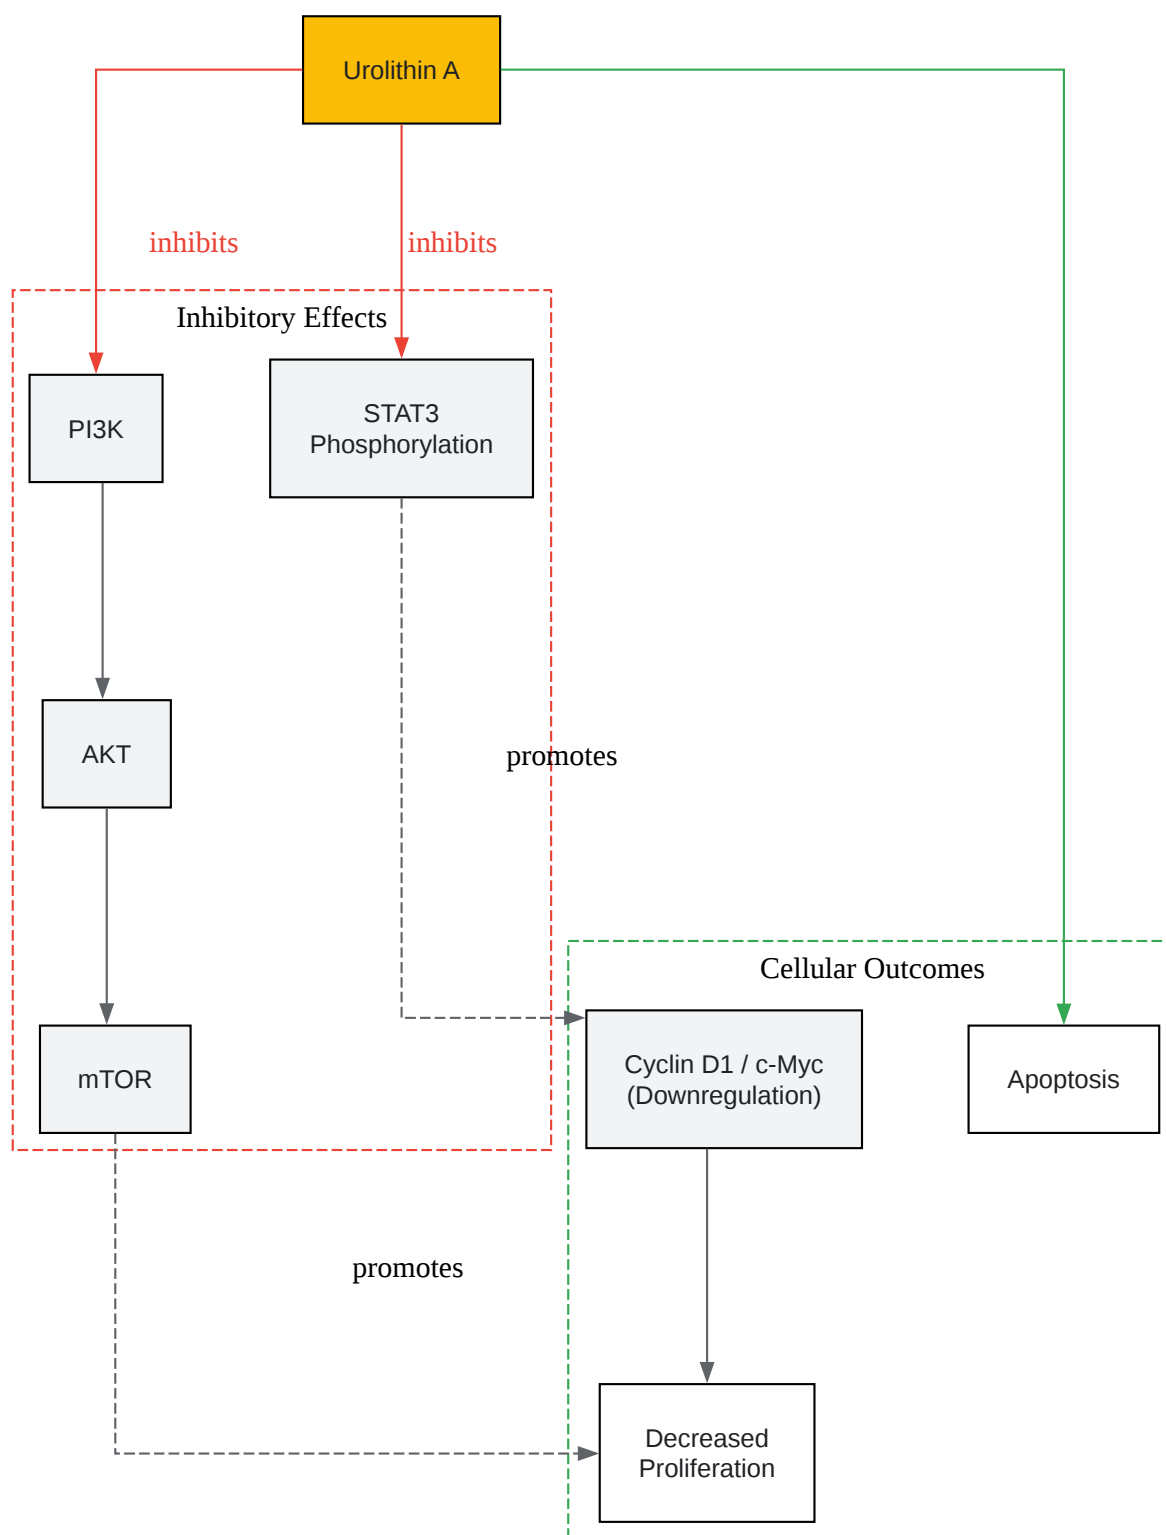 Urolithin A
inhibits
inhibits
Inhibitory Effects
STAT3
Phosphorylation
PI3K
AKT
promotes
Cellular Outcomes
Cyclin D1 / c-Myc
(Downregulation)
mTOR
Apoptosis
promotes
Decreased
Proliferation